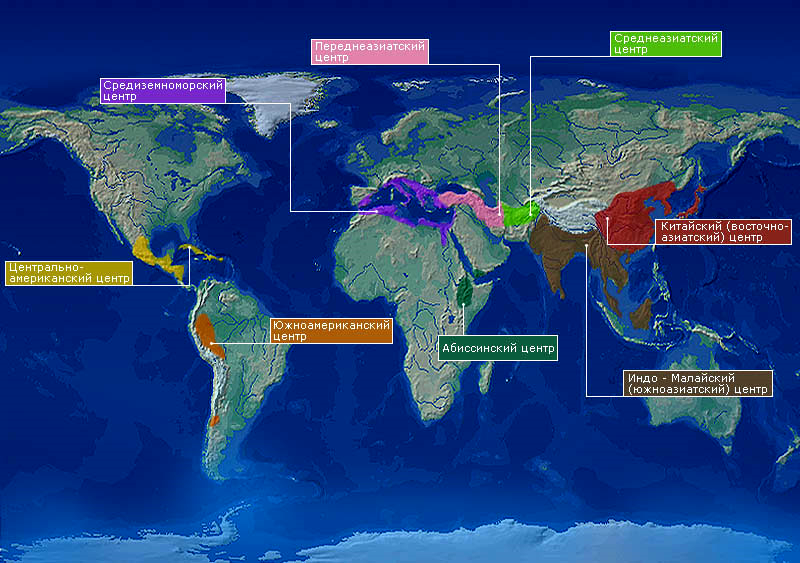 Среднеазиатский
центр
Переднеазиатский
центр
Средиземноморский
центр
Китайский (восточно-
азиатский) центр
Центрально-
американский центр
Южноамериканский
центр
Абиссинский центр
Индо - Малайский
(южноазиатский) центр